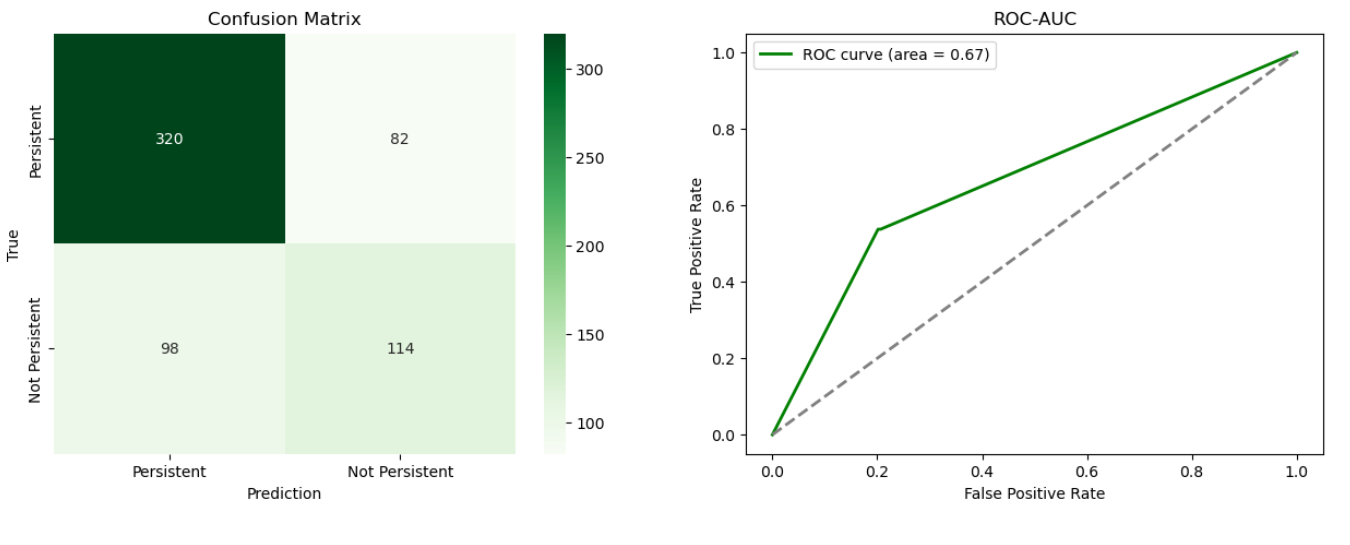 Confusion Matrix
Persistent
Not Persistent
True
320
82
98
114
Persistent
Not Persistent
Prediction
300
250
200
150
100
ROC-AUC
ROC curve (area = 0.67)
True Positive Rate
1.0
0.8
0.6
0.4
0.2
0.0
0.0
0.2
0.4
0.6
0.8
1.0
False Positive Rate